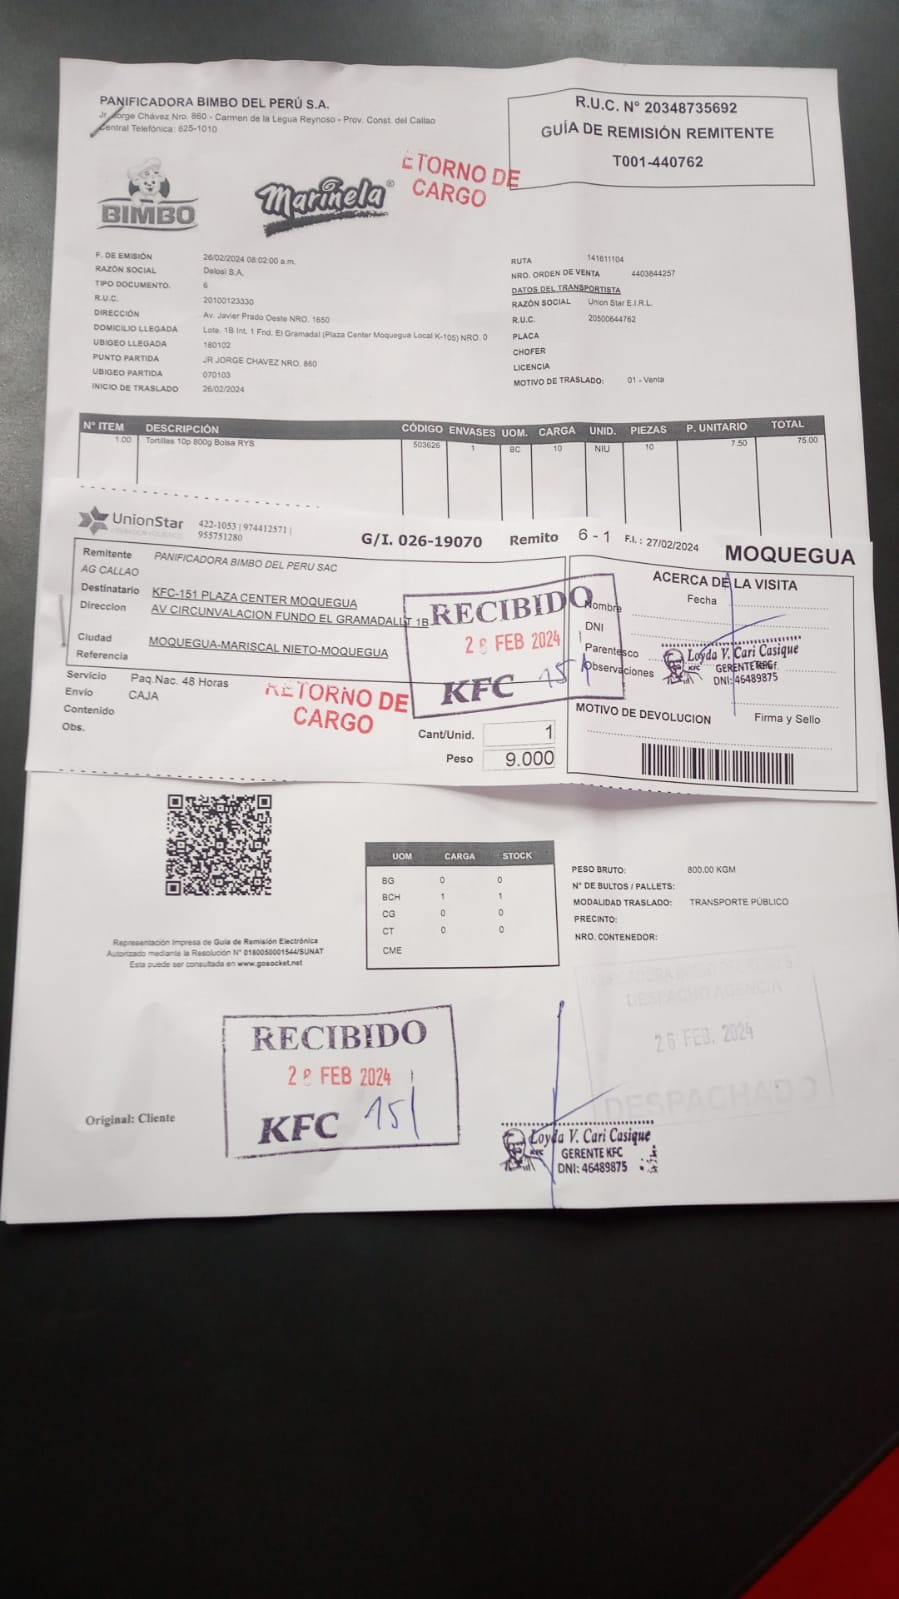 PANIFICADORA BIMBO DEL PERÚ S.A.
Jr. Jorge Chávez Nro. 860 - Carmen de la Legua Reynoso - Prov. Const. del Callao
Central Telefónica: 625-1010
R.U.C. N° 20348735692
GUÍA DE REMISIÓN REMITENTE
T001-440762
BIMBO
Marinela®
ETORNO DE
CARGO
F. DE EMISIÓN 26/02/2024 08:02:00 a.m.
RAZÓN SOCIAL Delosi S.A.
TIPO DOCUMENTO. 6
R.U.C. 20100123330
DIRECCIÓN Av. Javier Prado Oeste NRO. 1650
DOMICILIO LLEGADA Lote. 1B Int. 1 Fnd. El Gramadal (Plaza Center Moquegua Local K-105) NRO. 0
UBIGEO LLEGADA 180102
PUNTO PARTIDA JR JORGE CHAVEZ NRO. 860
UBIGEO PARTIDA 070103
INICIO DE TRASLADO 26/02/2024
RUTA 141611104
NRO. ORDEN DE VENTA 4403644257
DATOS DEL TRANSPORTISTA
RAZÓN SOCIAL Union Star E.I.R.L.
R.U.C. 20500644762
PLACA
CHOFER
LICENCIA
MOTIVO DE TRASLADO: 01 - Venta
N° ITEM DESCRIPCIÓN CÓDIGO ENVASES UOM. CARGA UNID. PIEZAS P. UNITARIO TOTAL
1.00 Tortillas 10p 800g Bolsa RYS 503626 1 BC 10 NIU 10 7.50 75.00
UnionStar 422-1053 | 974412571 |
955751280
G/I. 026-19070 Remito 6 - 1 F.I.: 27/02/2024 MOQUEGUA
Remitente PANIFICADORA BIMBO DEL PERU SAC
AG CALLAO
Destinatario KFC-151 PLAZA CENTER MOQUEGUA
Direccion AV CIRCUNVALACION FUNDO EL GRAMADALLT 1B
Ciudad MOQUEGUA-MARISCAL NIETO-MOQUEGUA
Referencia
Servicio Paq.Nac. 48 Horas
Envío CAJA
Contenido
Obs.
RETORNO DE
CARGO
RECIBIDO
28 FEB 2024
KFC 151
Cant/Unid. 1
Peso 9.000
ACERCA DE LA VISITA
Fecha
Nombre
DNI
Parentesco
Observaciones
Loyda V. Cari Casique
GERENTE KFC
DNI: 46489875
MOTIVO DE DEVOLUCION Firma y Sello
UOM CARGA STOCK
BG 0 0
BCH 1 1
CG 0 0
CT 0 0
CME
PESO BRUTO: 800.00 KGM
N° DE BULTOS / PALLETS:
MODALIDAD TRASLADO: TRANSPORTE PÚBLICO
PRECINTO:
NRO. CONTENEDOR:
Representación Impresa de Guía de Remisión Electrónica
Autorizado mediante la Resolución N° 0180050001544/SUNAT
Esta puede ser consultada en www.gosocket.net
DESPACHO AGENCIA
26 FEB. 2024
DESPACHADO
RECIBIDO
28 FEB 2024
KFC 151
Original: Cliente
Loyda V. Cari Casique
KFC GERENTE KFC
DNI: 46489875